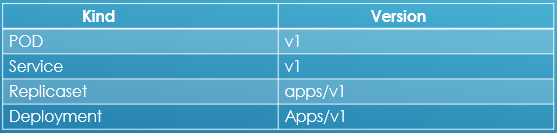 Kind Version
POD v1
Service v1
Replicaset apps/v1
Deployment Apps/v1